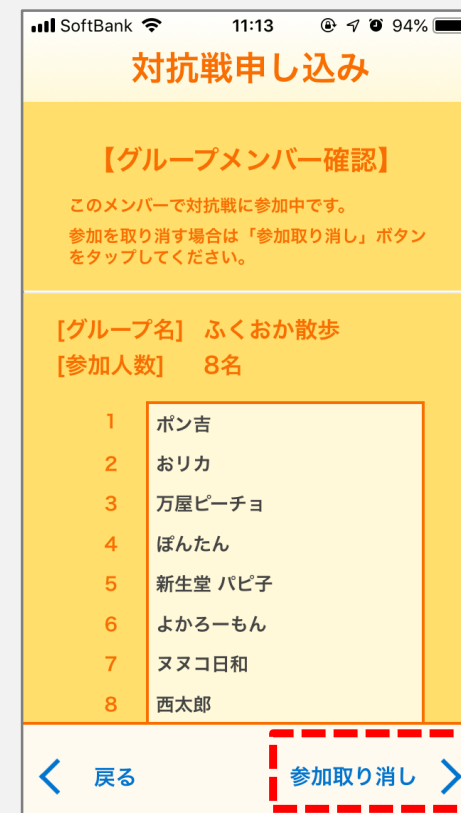 SoftBank 11:13 94%
対抗戦申し込み
【グループメンバー確認】
このメンバーで対抗戦に参加中です。
参加を取り消す場合は「参加取り消し」ボタン
をタップしてください。
[グループ名] ふくおか散歩
[参加人数] 8名
1 ポン吉
2 おリカ
3 万屋ピーチョ
4 ぽんたん
5 新生堂 パピ子
6 よかろーもん
7 ヌヌコ日和
8 西太郎
戻る 参加取り消し